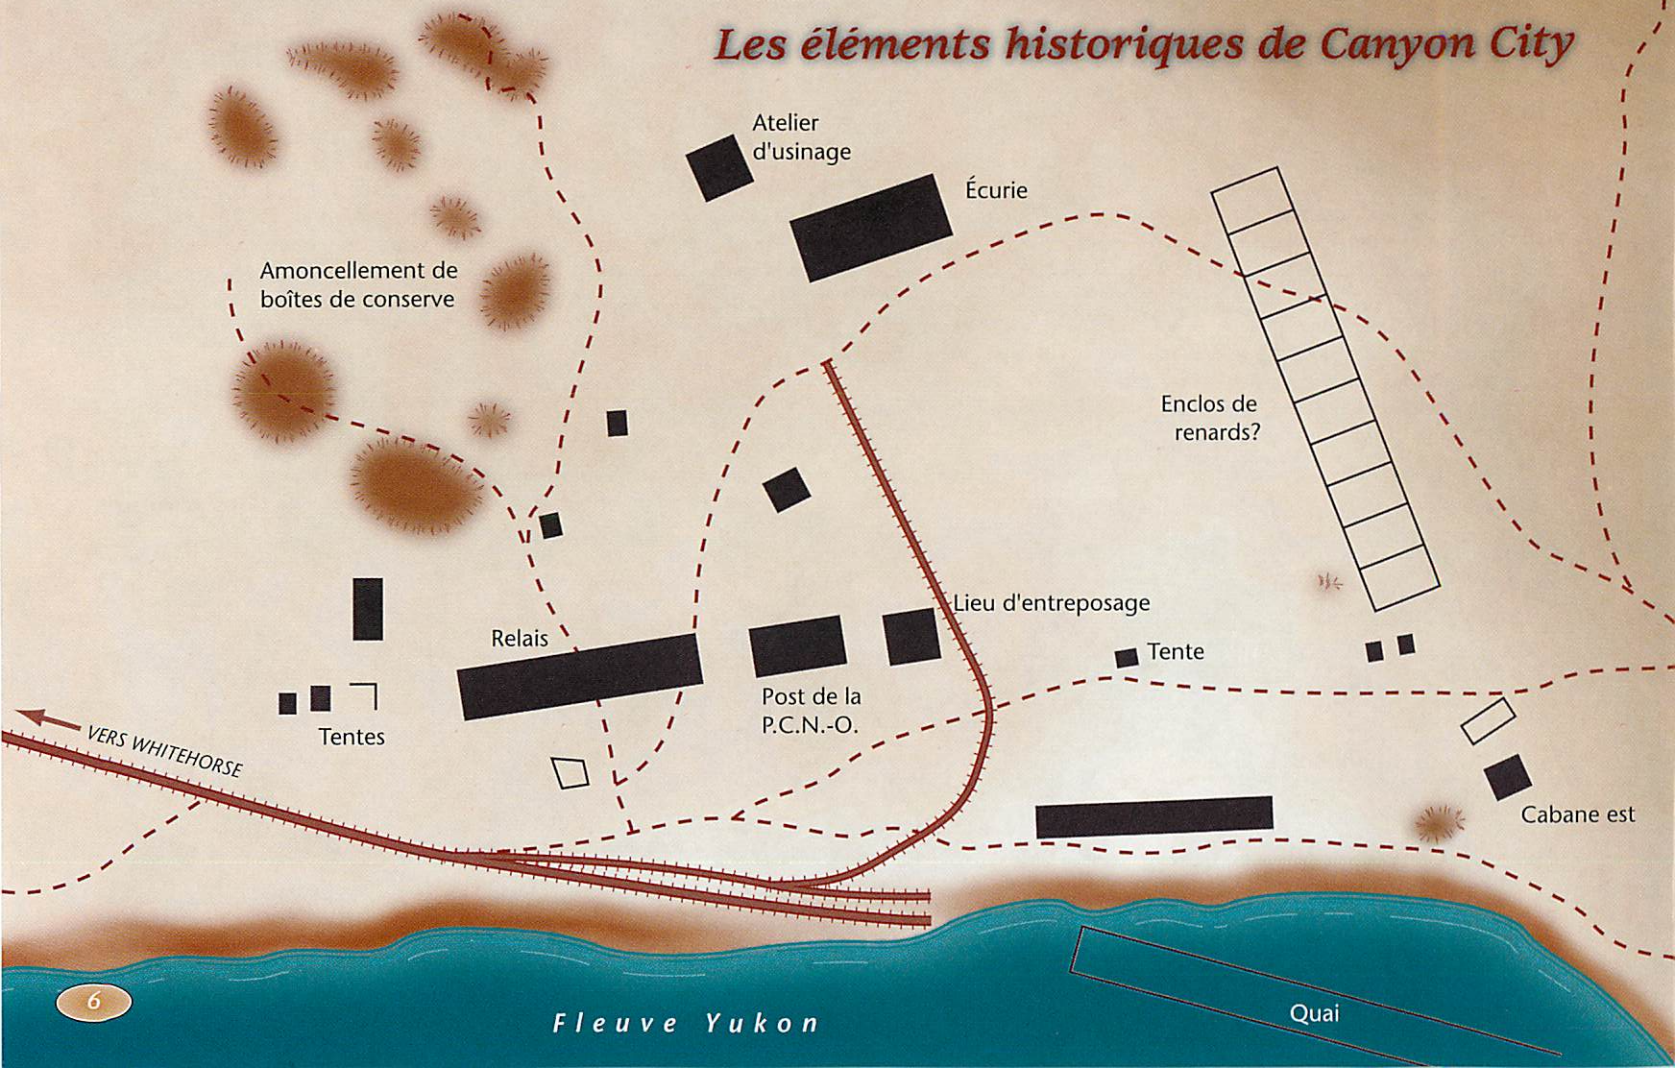 Les éléments historiques de Canyon City
Atelier
d'usinage
Écurie
Amoncellement de
boîtes de conserve
Enclos de
renards?
Lieu d'entreposage
Relais
Tente
Post de la
P.C.N.-O.
Tentes
VERS WHITEHORSE
Cabane est
Quai
Fleuve Yukon
6